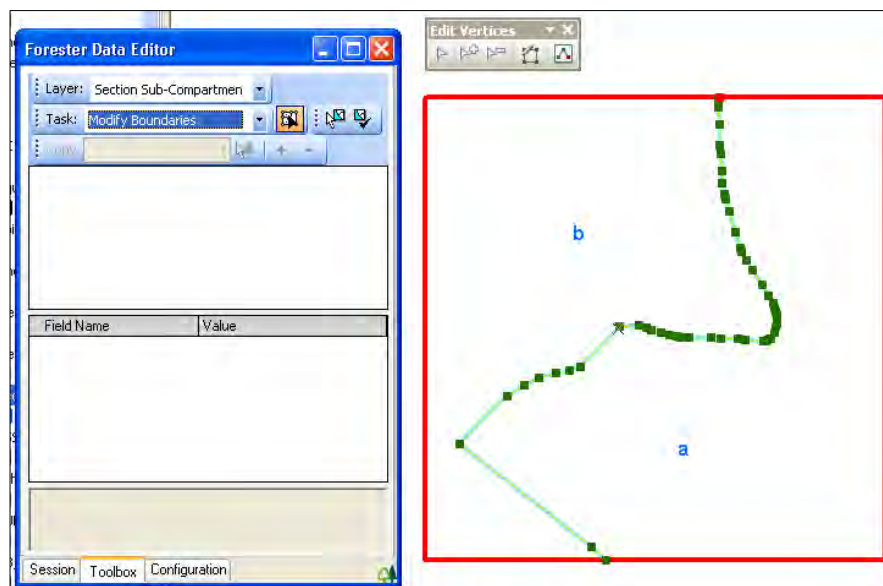 Forester Data Editor
Layer: Section Sub-Compartmen
Task: Modify Boundaries
Field Name Value
Session Toolbox Configuration
Edit Vertices
b
a